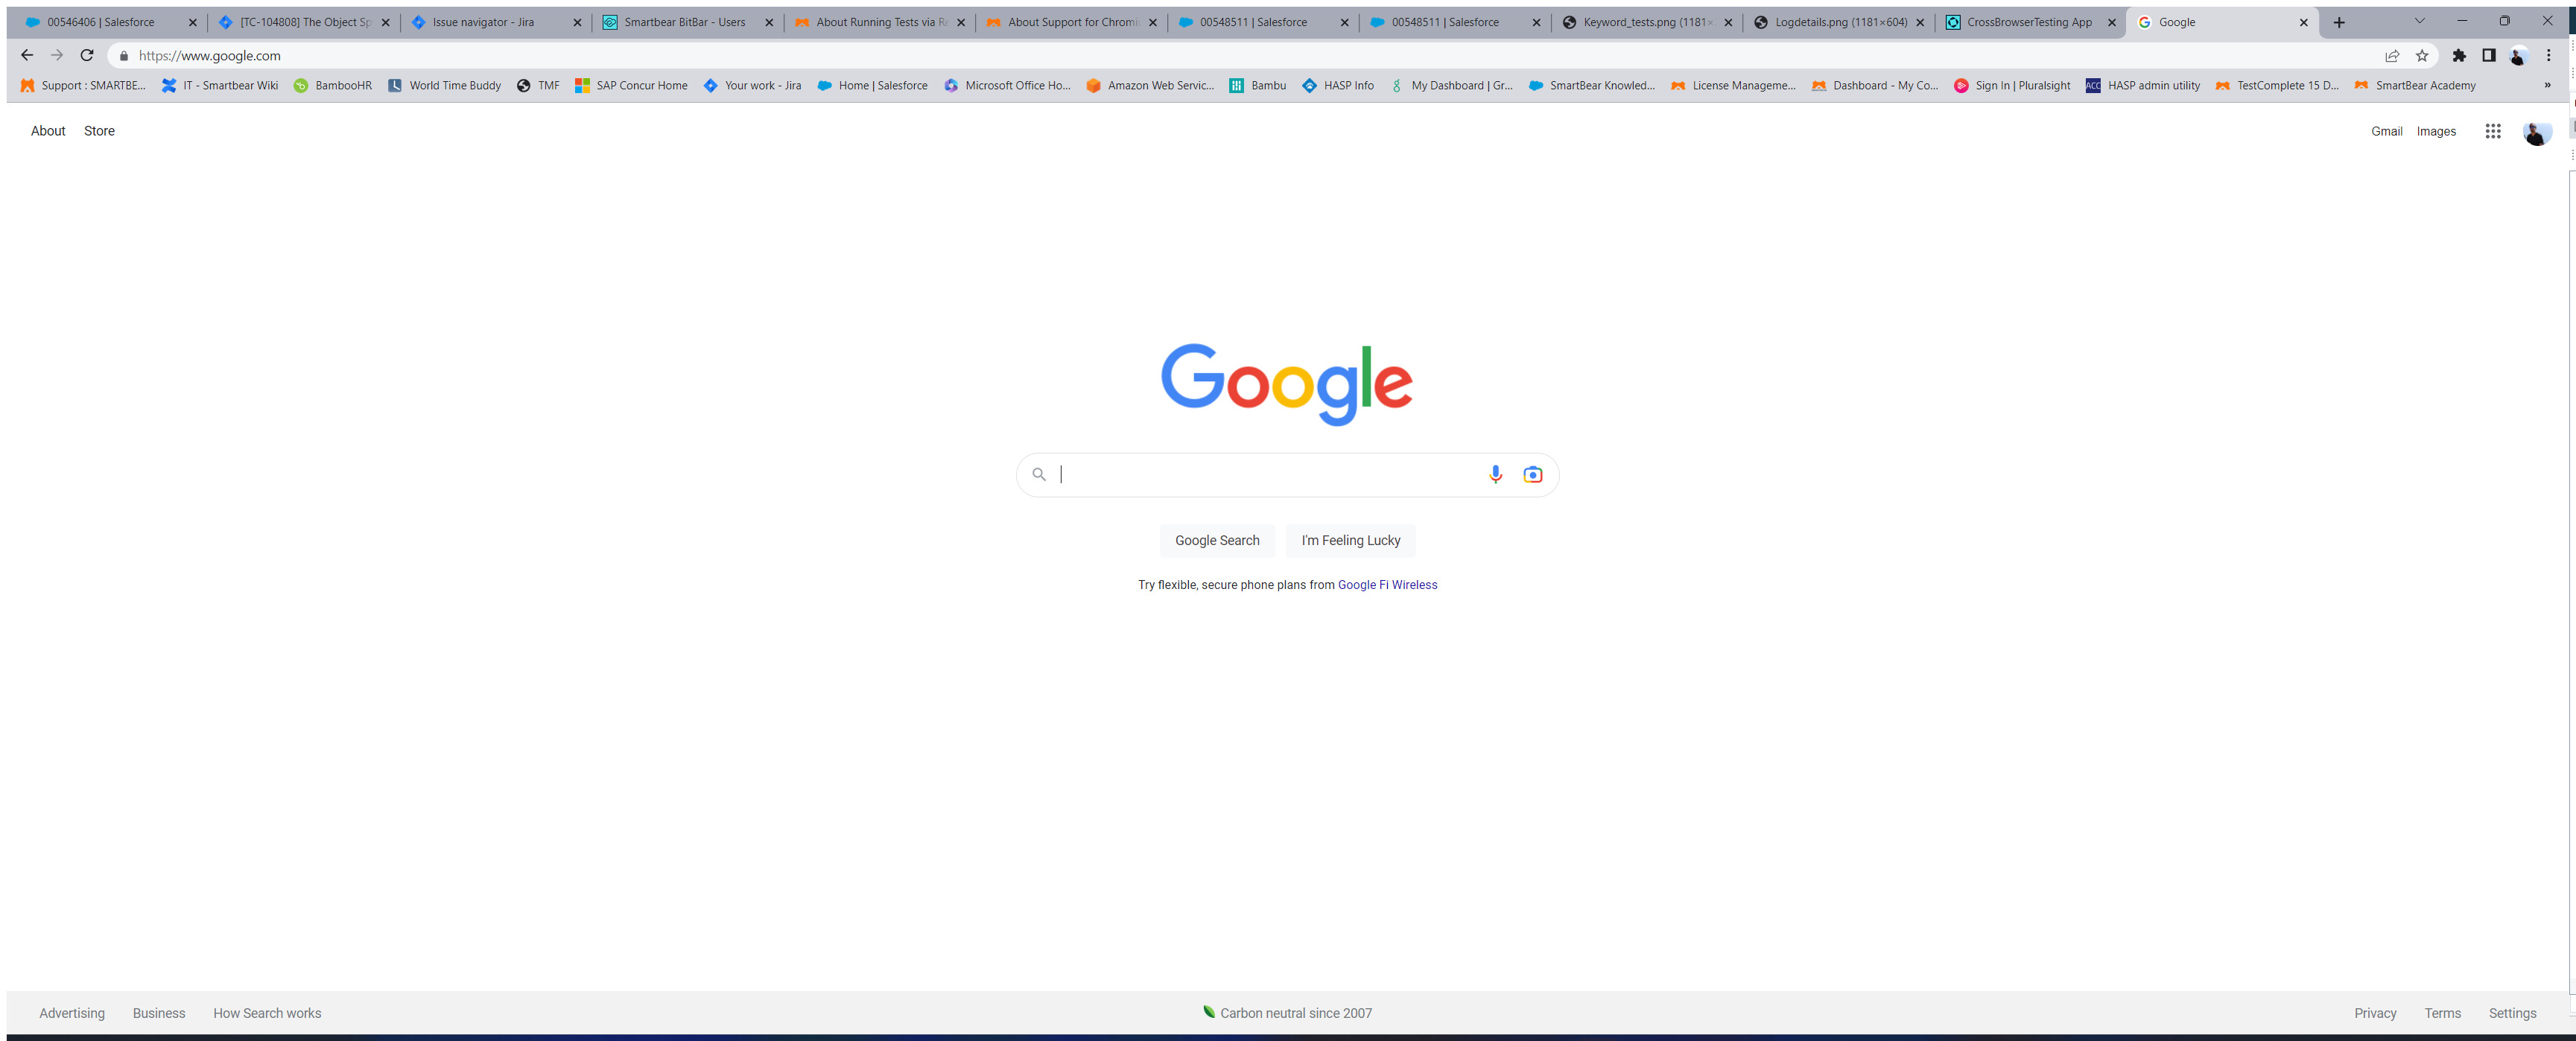 00546406 | Salesforce [TC-104808] The Object Sp Issue navigator - Jira Smartbear BitBar - Users About Running Tests via R About Support for Chromi 00548511 | Salesforce 00548511 | Salesforce Keyword_tests.png (1181× Logdetails.png (1181×604) CrossBrowserTesting App Google
https://www.google.com
Support : SMARTBE... IT - Smartbear Wiki BambooHR World Time Buddy TMF SAP Concur Home Your work - Jira Home | Salesforce Microsoft Office Ho... Amazon Web Servic... Bambu HASP Info My Dashboard | Gr... SmartBear Knowled... License Manageme... Dashboard - My Co... Sign In | Pluralsight ACC HASP admin utility TestComplete 15 D... SmartBear Academy »
About Store Gmail Images
Google
Google Search I'm Feeling Lucky
Try flexible, secure phone plans from Google Fi Wireless
Advertising Business How Search works Carbon neutral since 2007 Privacy Terms Settings